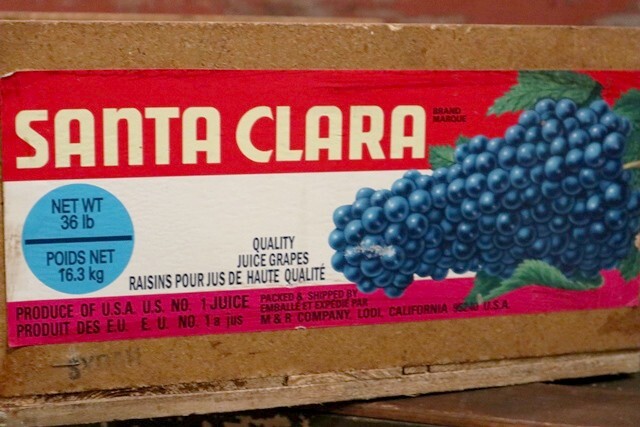 SANTA CLARA
BRAND
MARQUE
NET WT
36 lb
POIDS NET
16.3 kg
QUALITY
JUICE GRAPES
RAISINS POUR JUS DE HAUTE QUALITÉ
PRODUCE OF U.S.A. U.S. NO. 1 JUICE
PRODUIT DES E.U. E.U. NO. 1 a jus
PACKED & SHIPPED BY
EMBALLÉ ET EXPÉDIÉ PAR
M & R COMPANY, LODI, CALIFORNIA 95240 U.S.A.
SYRAH